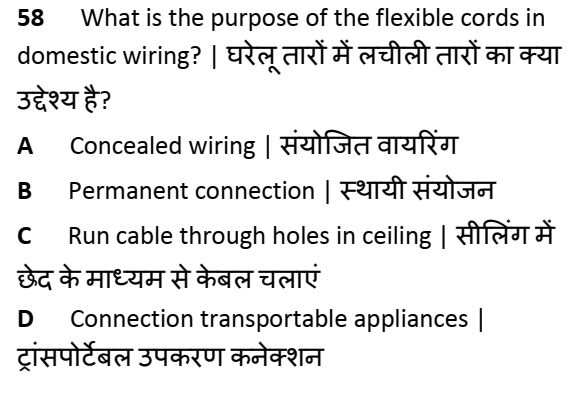 58 What is the purpose of the flexible cords in
domestic wiring? | घरेलू तारों में लचीली तारों का क्या
उद्देश्य है?
A Concealed wiring | संयोजित वायरिंग
B Permanent connection | स्थायी संयोजन
C Run cable through holes in ceiling | सीलिंग में
छेद के माध्यम से केबल चलाएं
D Connection transportable appliances |
ट्रांसपोर्टेबल उपकरण कनेक्शन